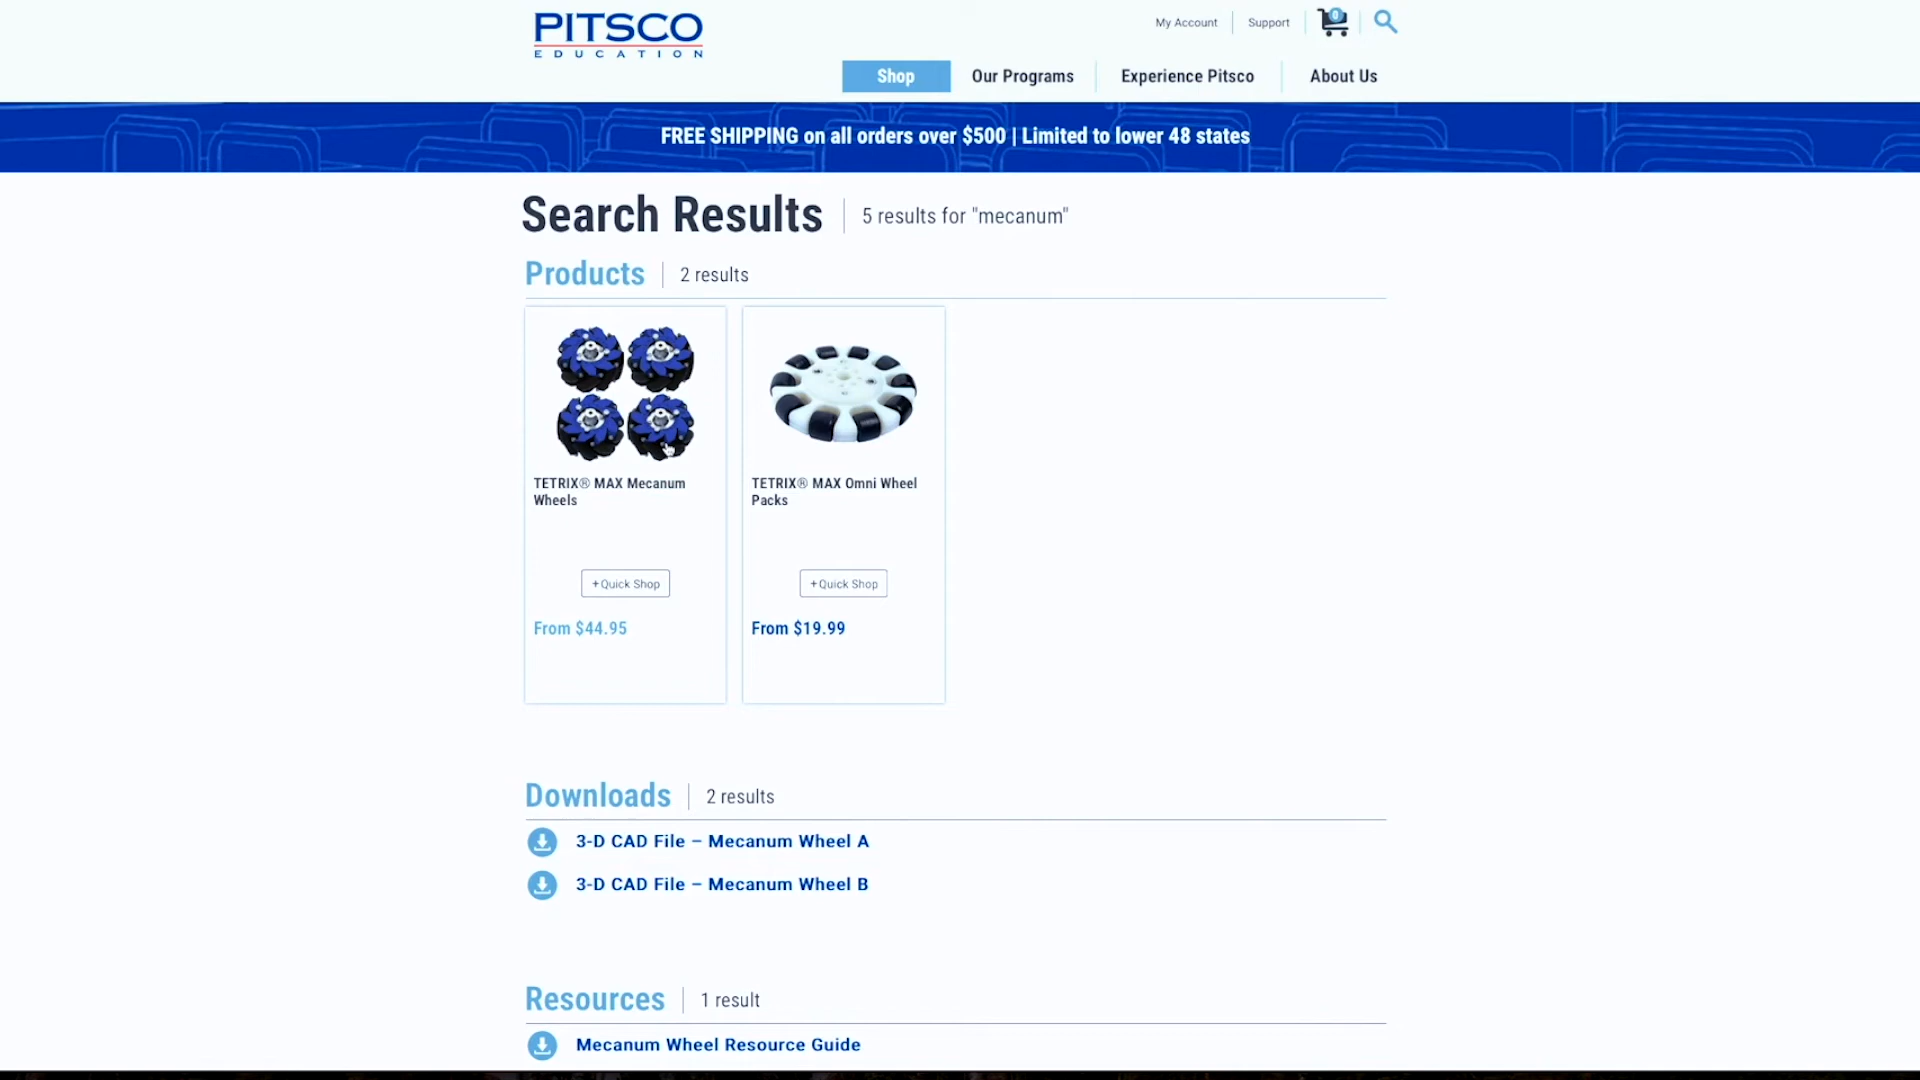 PITSCO
EDUCATION
My Account
Support
0
Shop
Our Programs
Experience Pitsco
About Us
FREE SHIPPING on all orders over $500 | Limited to lower 48 states
Search Results
5 results for "mecanum"
Products
2 results
TETRIX® MAX Mecanum
Wheels
+Quick Shop
From $44.95
TETRIX® MAX Omni Wheel
Packs
+Quick Shop
From $19.99
Downloads
2 results
3-D CAD File – Mecanum Wheel A
3-D CAD File – Mecanum Wheel B
Resources
1 result
Mecanum Wheel Resource Guide